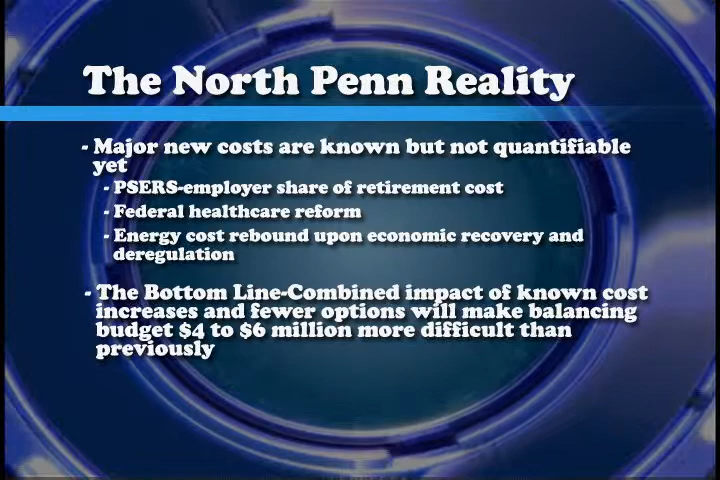 The North Penn Reality
- Major new costs are known but not quantifiable
yet
- PSERS-employer share of retirement cost
- Federal healthcare reform
- Energy cost rebound upon economic recovery and
deregulation
- The Bottom Line-Combined impact of known cost
increases and fewer options will make balancing
budget $4 to $6 million more difficult than
previously